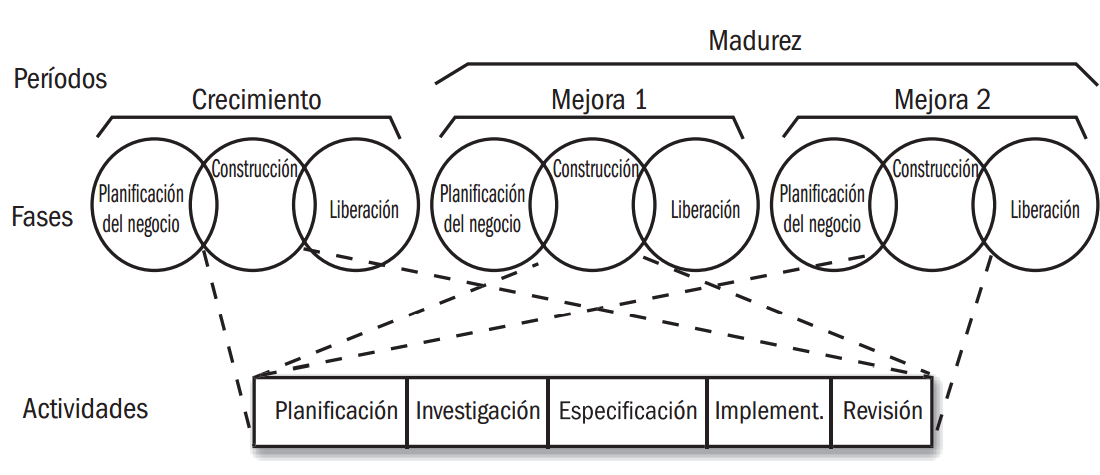 Madurez
Períodos
Crecimiento
Mejora 1
Mejora 2
Fases
Planificación
del negocio
Construcción
Liberación
Planificación
del negocio
Construcción
Liberación
Planificación
del negocio
Construcción
Liberación
Actividades
Planificación
Investigación
Especificación
Implement.
Revisión